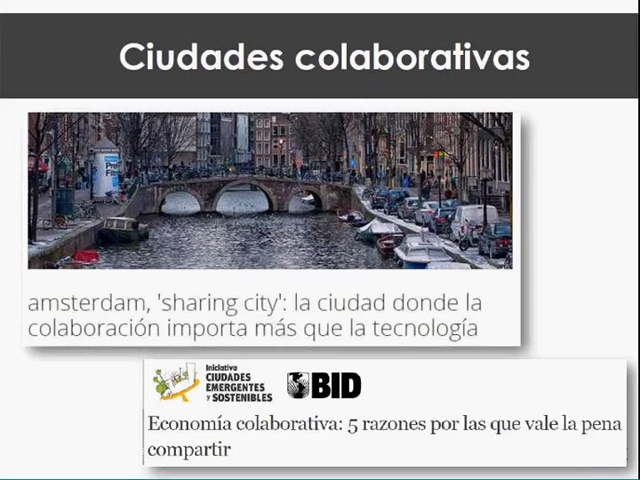 Ciudades colaborativas
amsterdam, 'sharing city': la ciudad donde la
colaboración importa más que la tecnología
Iniciativa
CIUDADES
EMERGENTES
y SOSTENIBLES
BID
Economía colaborativa: 5 razones por las que vale la pena
compartir